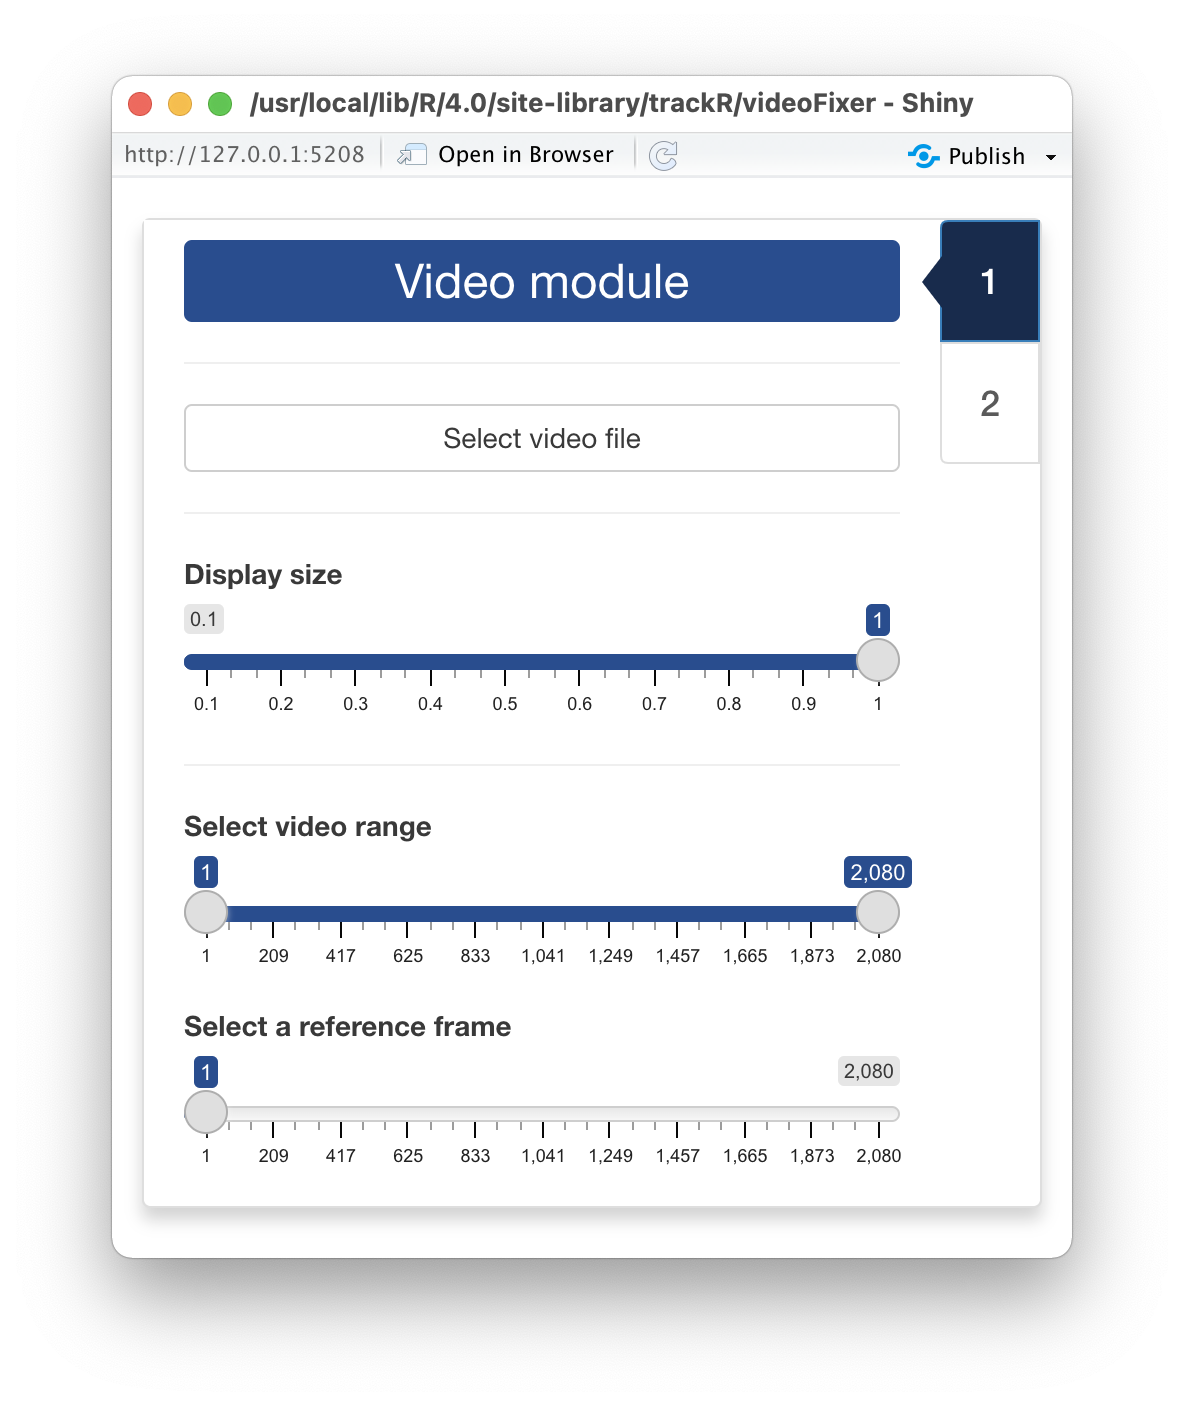 /usr/local/lib/R/4.0/site-library/trackR/videoFixer - Shiny
http://127.0.0.1:5208 Open in Browser Publish
Video module
1
2
Select video file
Display size
0.1 1
0.1 0.2 0.3 0.4 0.5 0.6 0.7 0.8 0.9 1
Select video range
1 2,080
1 209 417 625 833 1,041 1,249 1,457 1,665 1,873 2,080
Select a reference frame
1 2,080
1 209 417 625 833 1,041 1,249 1,457 1,665 1,873 2,080